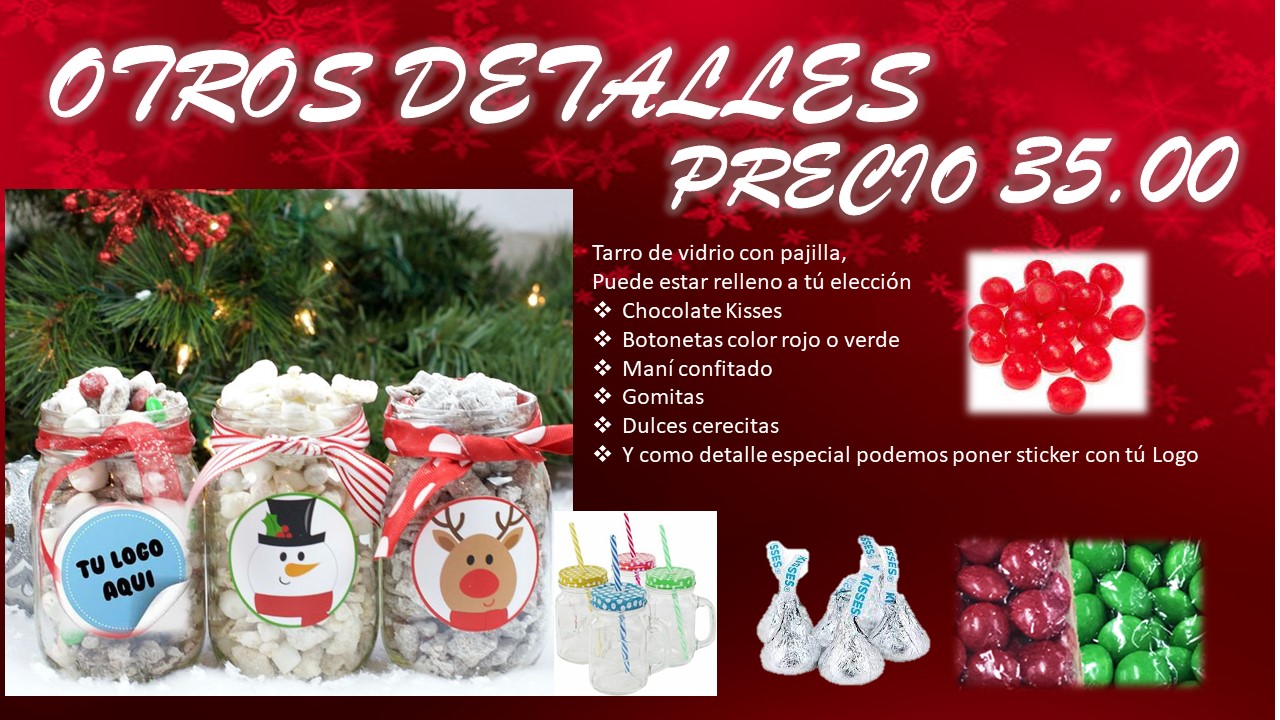 OTROS DETALLES
PRECIO 35.00
Tarro de vidrio con pajilla,
Puede estar relleno a tú elección
❖ Chocolate Kisses
❖ Botonetas color rojo o verde
❖ Maní confitado
❖ Gomitas
❖ Dulces cerecitas
❖ Y como detalle especial podemos poner sticker con tú Logo
TU LOGO
AQUI
SSES
KIS
KISSES